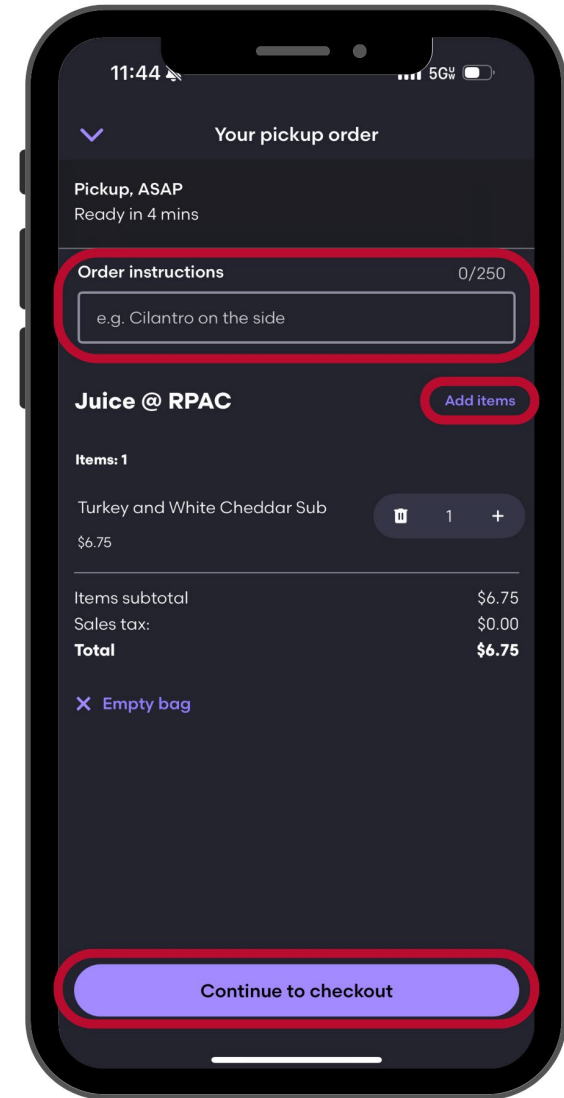 11:44 5GW
Your pickup order
Pickup, ASAP
Ready in 4 mins
Order instructions 0/250
e.g. Cilantro on the side
Juice @ RPAC Add items
Items: 1
Turkey and White Cheddar Sub 1 +
$6.75
Items subtotal $6.75
Sales tax: $0.00
Total $6.75
Empty bag
Continue to checkout